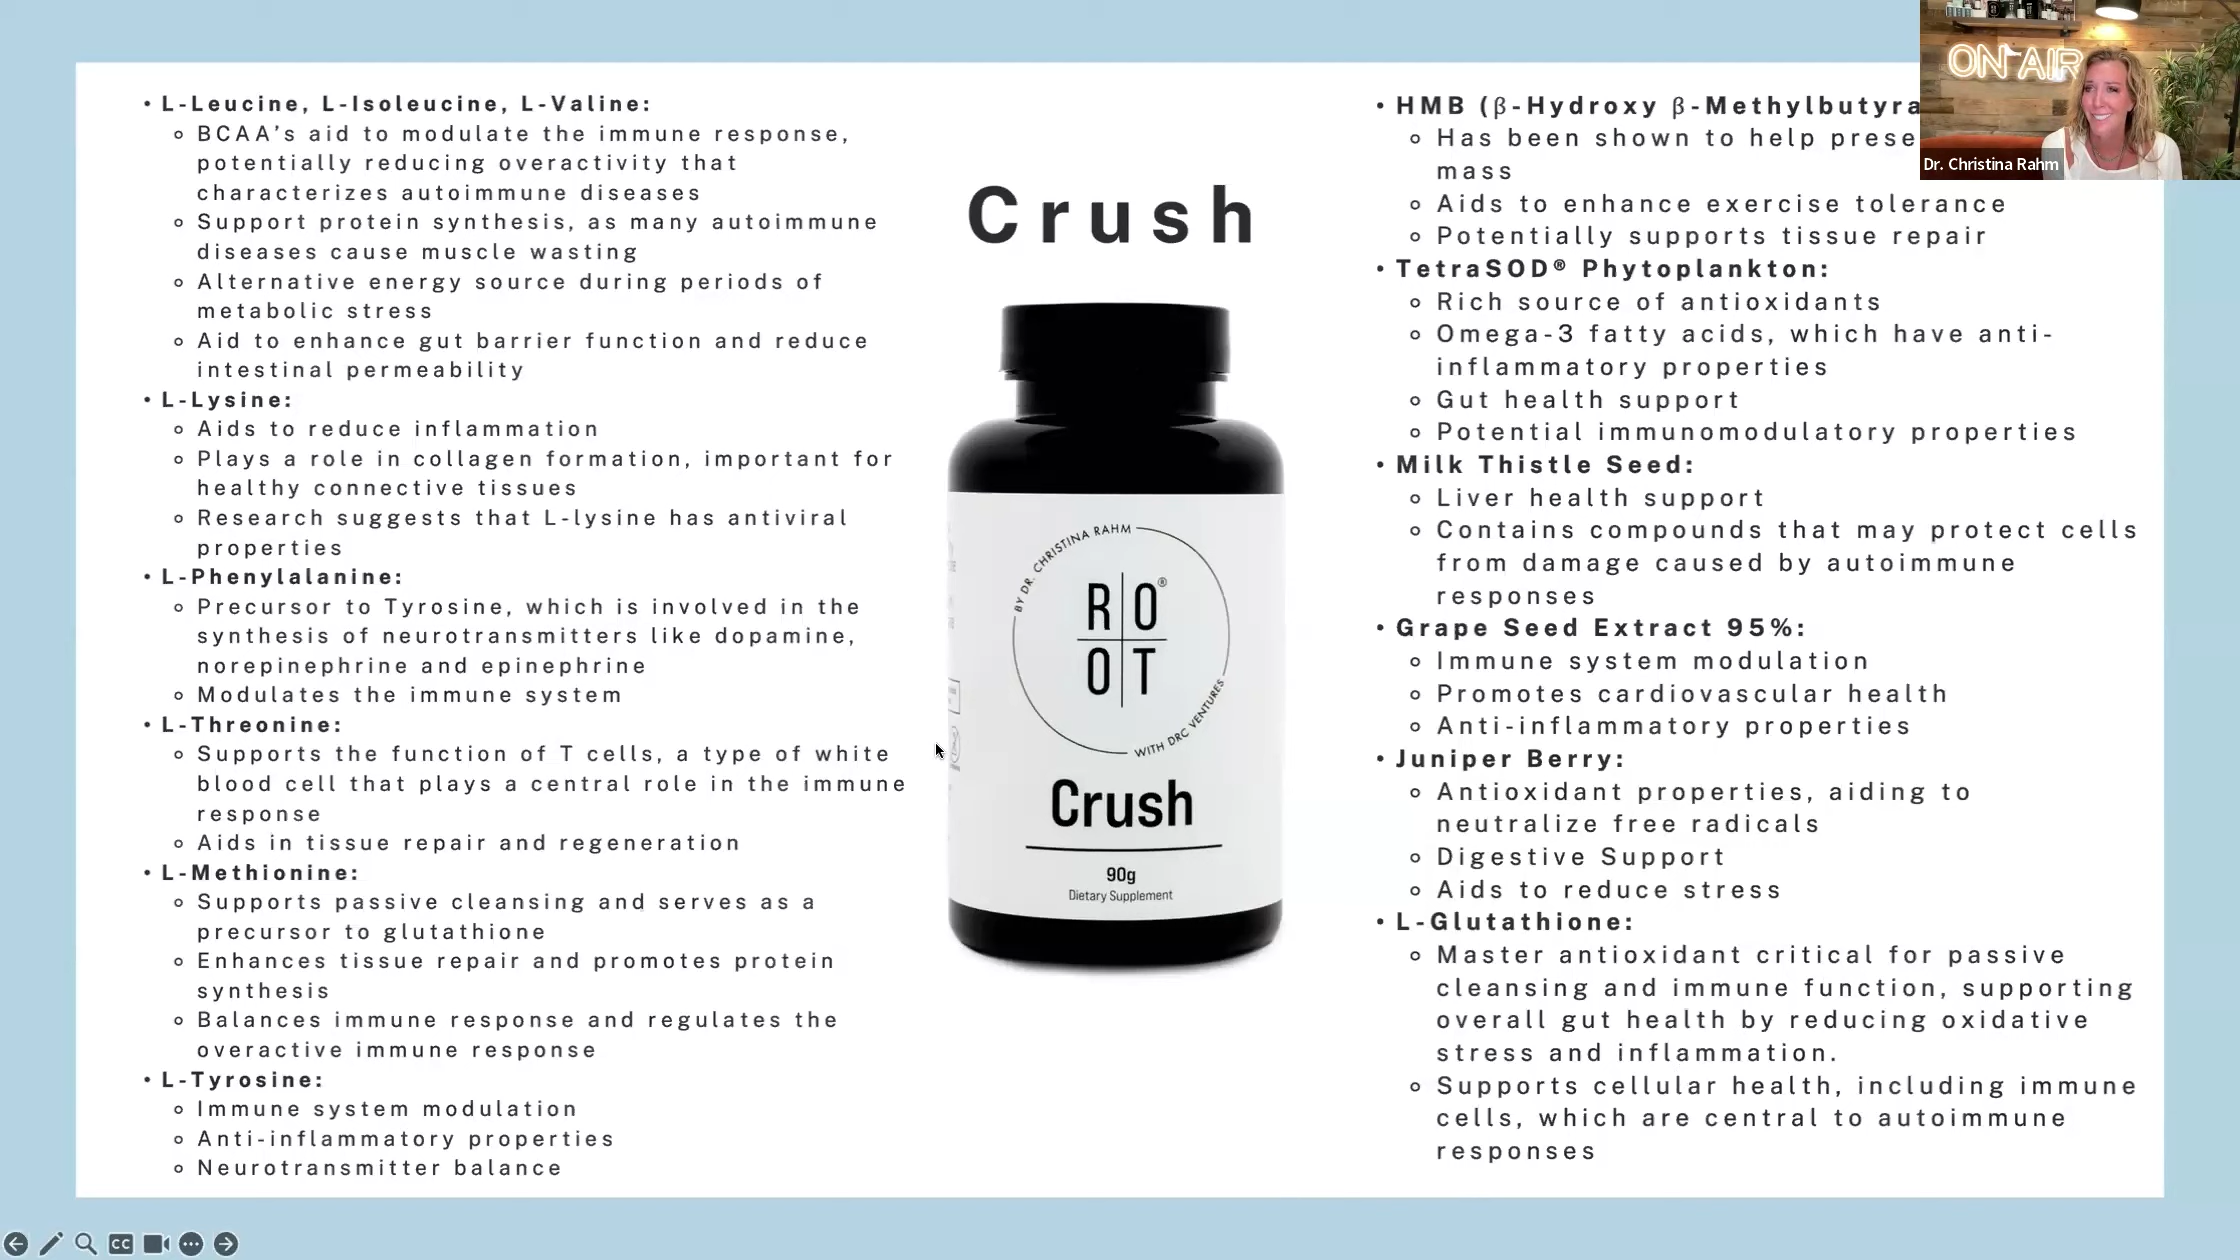 • L-Leucine, L-Isoleucine, L-Valine:
BCAA's aid to modulate the immune response,
potentially reducing overactivity that
characterizes autoimmune diseases
Support protein synthesis, as many autoimmune
diseases cause muscle wasting
Alternative energy source during periods of
metabolic stress
Aid to enhance gut barrier function and reduce
intestinal permeability
• L-Lysine:
Aids to reduce inflammation
Plays a role in collagen formation, important for
healthy connective tissues
Research suggests that L-lysine has antiviral
properties
• L-Phenylalanine:
Precursor to Tyrosine, which is involved in the
synthesis of neurotransmitters like dopamine,
norepinephrine and epinephrine
Modulates the immune system
• L-Threonine:
Supports the function of T cells, a type of white
blood cell that plays a central role in the immune
response
Aids in tissue repair and regeneration
• L-Methionine:
Supports passive cleansing and serves as a
precursor to glutathione
Enhances tissue repair and promotes protein
synthesis
Balances immune response and regulates the
overactive immune response
• L-Tyrosine:
Immune system modulation
Anti-inflammatory properties
Neurotransmitter balance
Crush
BY DR. CHRISTINA RAHM
RO®
OT
WITH DRC VENTURES
Crush
90g
Dietary Supplement
• HMB (β-Hydroxy β-Methylbutyra
Has been shown to help prese
mass
Aids to enhance exercise tolerance
Potentially supports tissue repair
• TetraSOD® Phytoplankton:
Rich source of antioxidants
Omega-3 fatty acids, which have anti-
inflammatory properties
Gut health support
Potential immunomodulatory properties
• Milk Thistle Seed:
Liver health support
Contains compounds that may protect cells
from damage caused by autoimmune
responses
• Grape Seed Extract 95%:
Immune system modulation
Promotes cardiovascular health
Anti-inflammatory properties
• Juniper Berry:
Antioxidant properties, aiding to
neutralize free radicals
Digestive Support
Aids to reduce stress
• L-Glutathione:
Master antioxidant critical for passive
cleansing and immune function, supporting
overall gut health by reducing oxidative
stress and inflammation.
Supports cellular health, including immune
cells, which are central to autoimmune
responses
ON AIR
Dr. Christina Rahm
CC